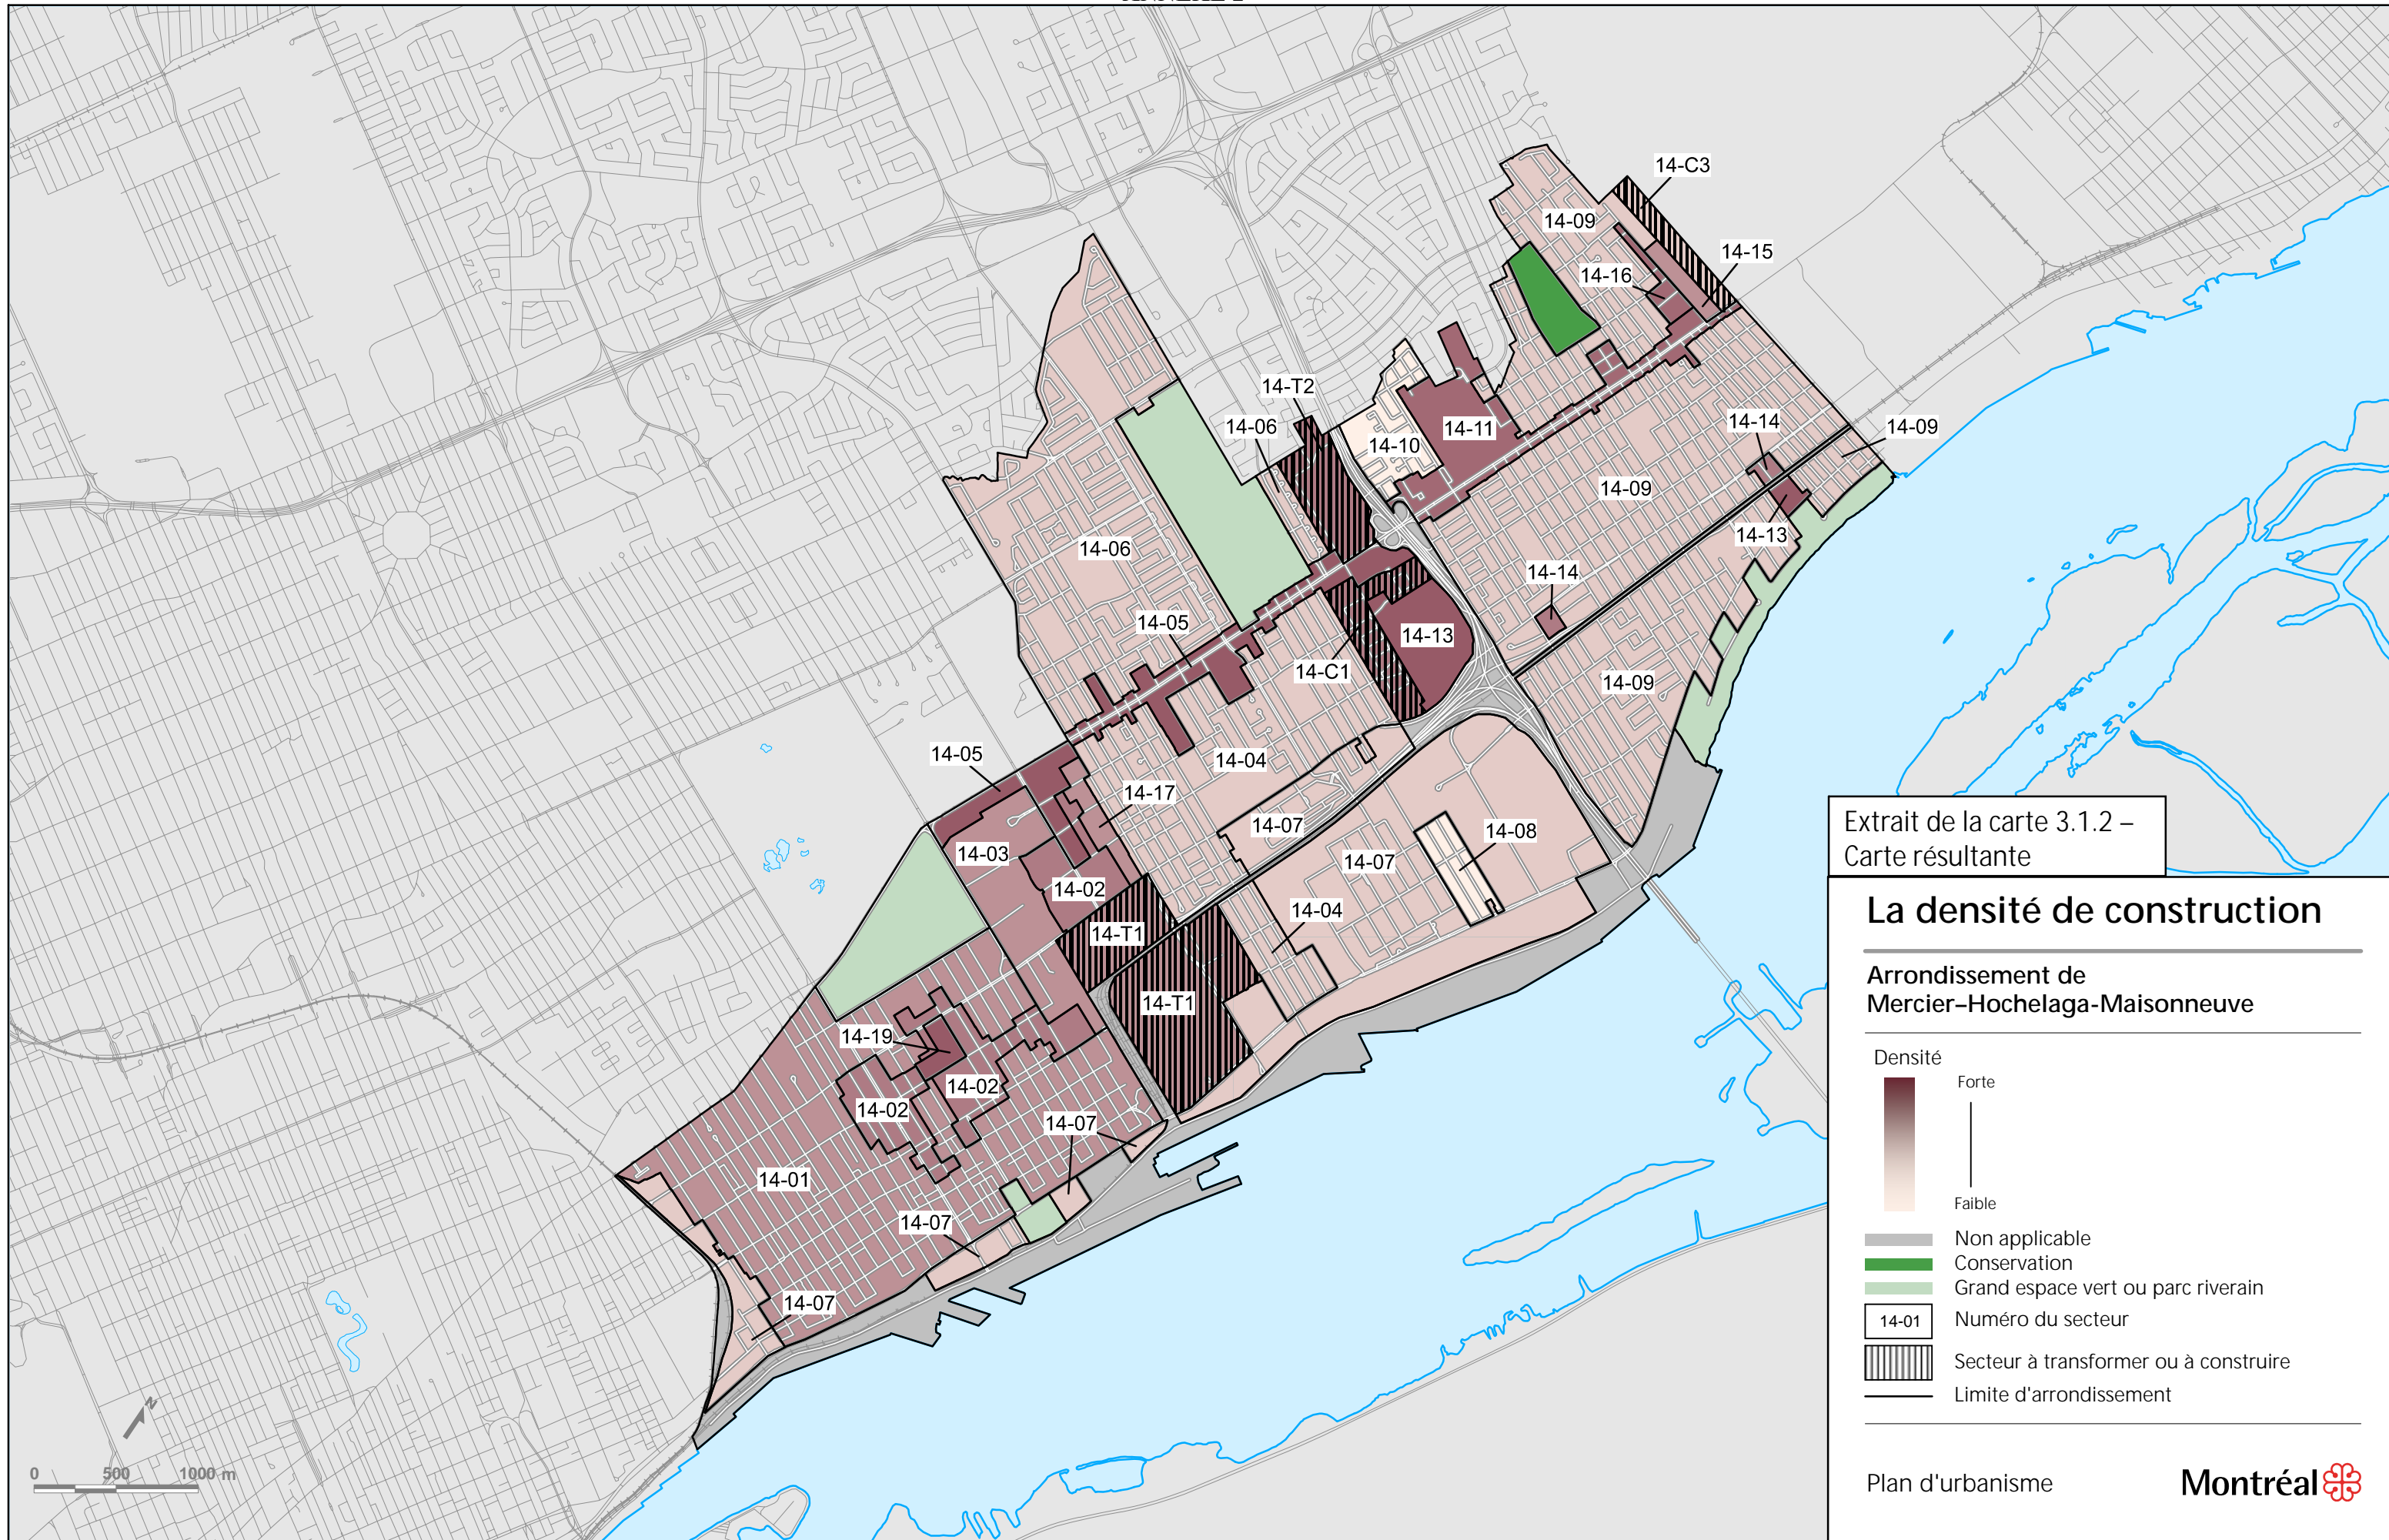 14-C3
14-09
14-15
14-16
14-T2
14-06
14-10
14-11
14-14
14-09
14-09
14-13
14-06
14-14
14-05
14-13
14-C1
14-09
14-05
14-04
14-17
14-07
14-08
14-03
14-07
14-02
14-04
14-T1
14-T1
14-19
14-02
14-02
14-07
14-01
14-07
14-07
N
0 500 1000 m
Extrait de la carte 3.1.2 –
Carte résultante
La densité de construction
Arrondissement de
Mercier–Hochelaga-Maisonneuve
Densité
Forte
Faible
Non applicable
Conservation
Grand espace vert ou parc riverain
14-01 Numéro du secteur
Secteur à transformer ou à construire
Limite d'arrondissement
Plan d'urbanisme
Montréal